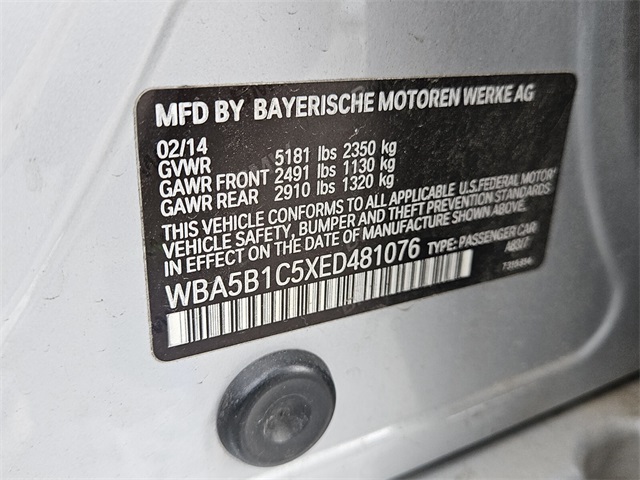 MFD BY BAYERISCHE MOTOREN WERKE AG
02/14
GVWR 5181 lbs 2350 kg
GAWR FRONT 2491 lbs 1130 kg
GAWR REAR 2910 lbs 1320 kg
THIS VEHICLE CONFORMS TO ALL APPLICABLE U.S.FEDERAL MOTOR
VEHICLE SAFETY, BUMPER AND THEFT PREVENTION STANDARDS
IN EFFECT ON THE DATE OF MANUFACTURE SHOWN ABOVE.
WBA5B1C5XED481076 TYPE: PASSENGER CAR